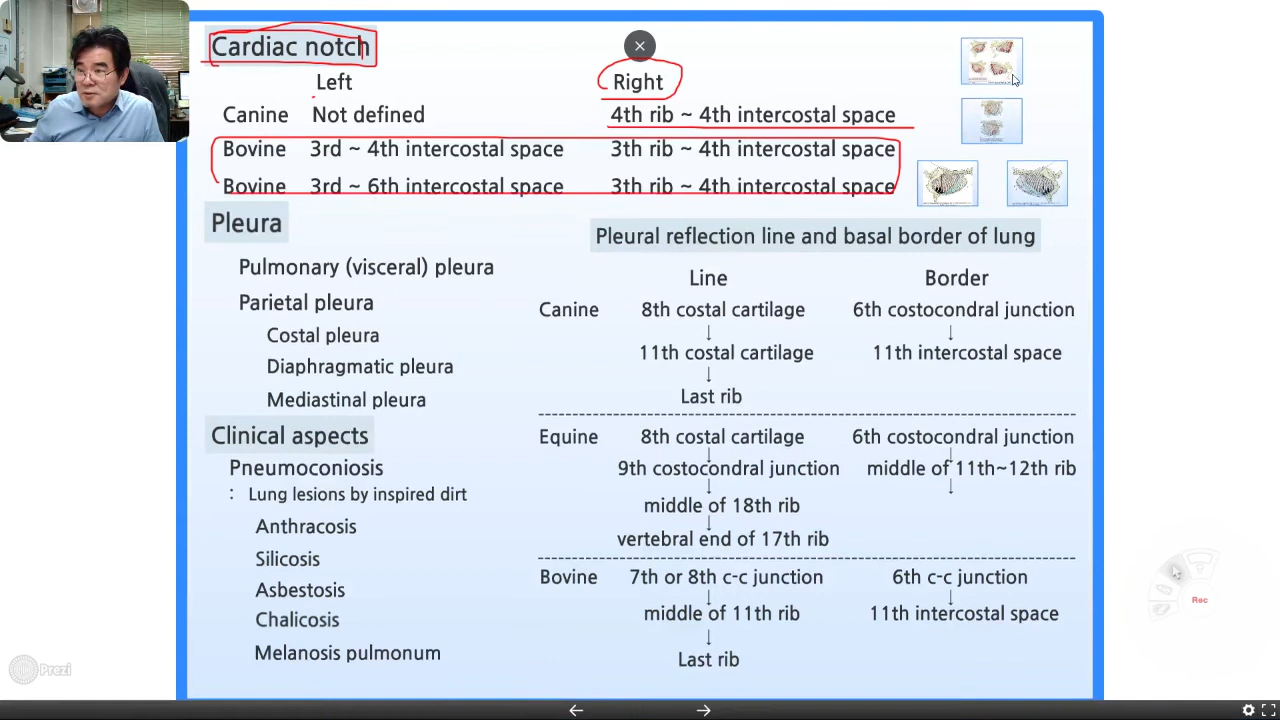 Cardiac notch
Left Right
Canine Not defined 4th rib ~ 4th intercostal space
Bovine 3rd ~ 4th intercostal space 3th rib ~ 4th intercostal space
Bovine 3rd ~ 6th intercostal space 3th rib ~ 4th intercostal space
Pleura
Pulmonary (visceral) pleura
Parietal pleura
Costal pleura
Diaphragmatic pleura
Mediastinal pleura
Clinical aspects
Pneumoconiosis
: Lung lesions by inspired dirt
Anthracosis
Silicosis
Asbestosis
Chalicosis
Melanosis pulmonum
Pleural reflection line and basal border of lung
Line Border
Canine 8th costal cartilage 6th costocondral junction
↓ ↓
11th costal cartilage 11th intercostal space
↓
Last rib
Equine 8th costal cartilage 6th costocondral junction
↓ ↓
9th costocondral junction middle of 11th~12th rib
↓ ↓
middle of 18th rib
↓
vertebral end of 17th rib
Bovine 7th or 8th c-c junction 6th c-c junction
↓ ↓
middle of 11th rib 11th intercostal space
↓
Last rib
Rec
Prezi